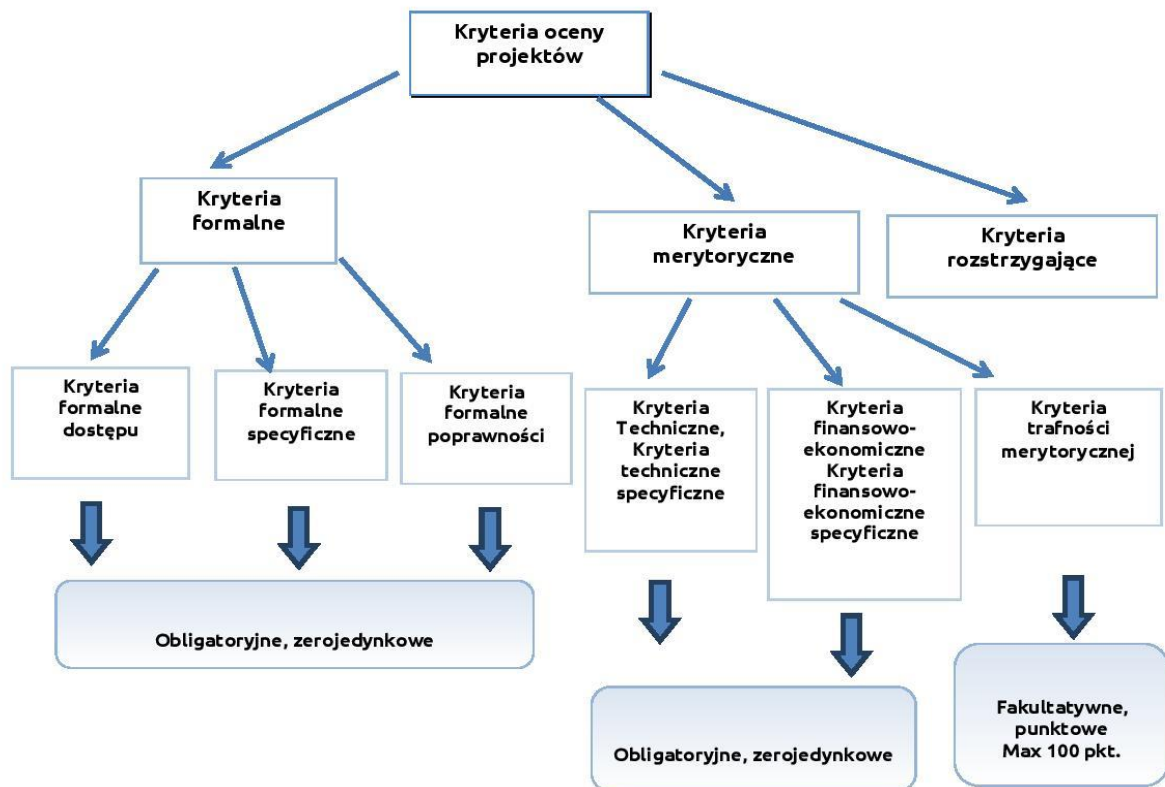 Kryteria oceny
projektów
Kryteria
formalne
Kryteria
merytoryczne
Kryteria
rozstrzygające
Kryteria
formalne
dostępu
Kryteria
formalne
specyficzne
Kryteria
formalne
poprawności
Kryteria
Techniczne,
Kryteria
techniczne
specyficzne
Kryteria
finansowo-
ekonomiczne
Kryteria
finansowo-
ekonomiczne
specyficzne
Kryteria
trafności
merytorycznej
Obligatoryjne, zerojedynkowe
Obligatoryjne, zerojedynkowe
Fakultatywne,
punktowe
Max 100 pkt.